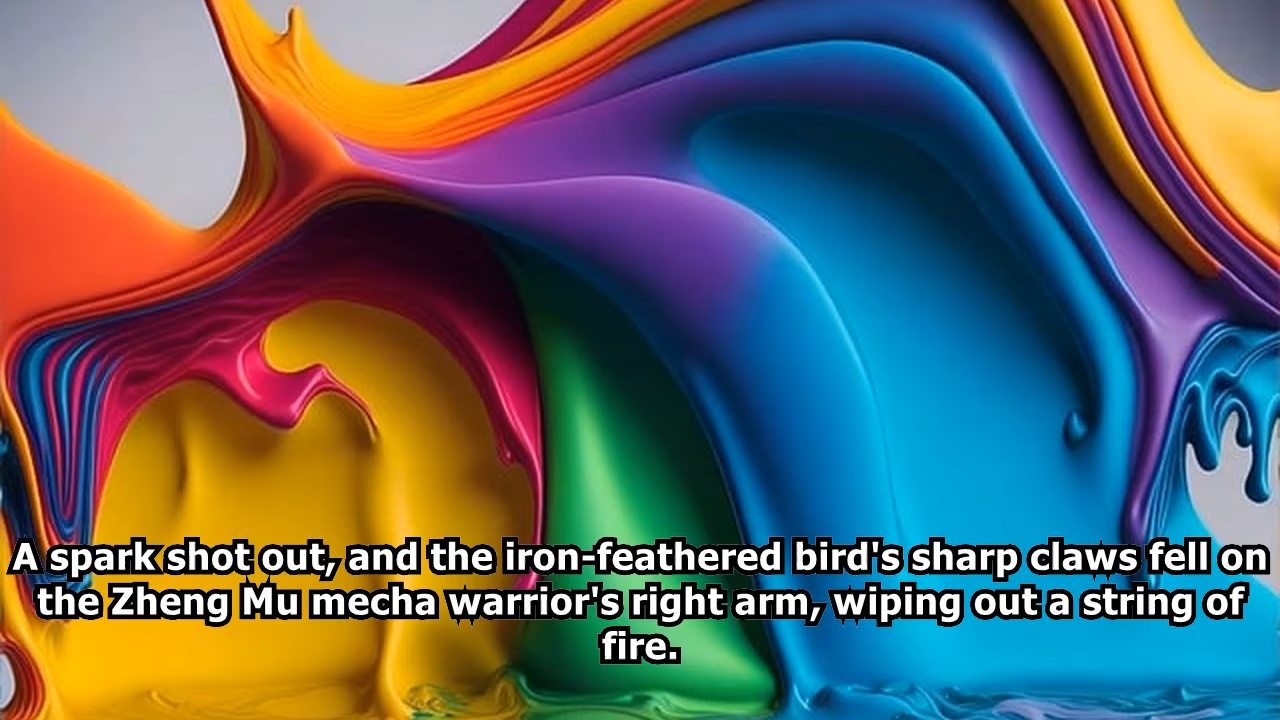 A spark shot out, and the iron-feathered bird's sharp claws fell on
the Zheng Mu mecha warrior's right arm, wiping out a string of
fire.